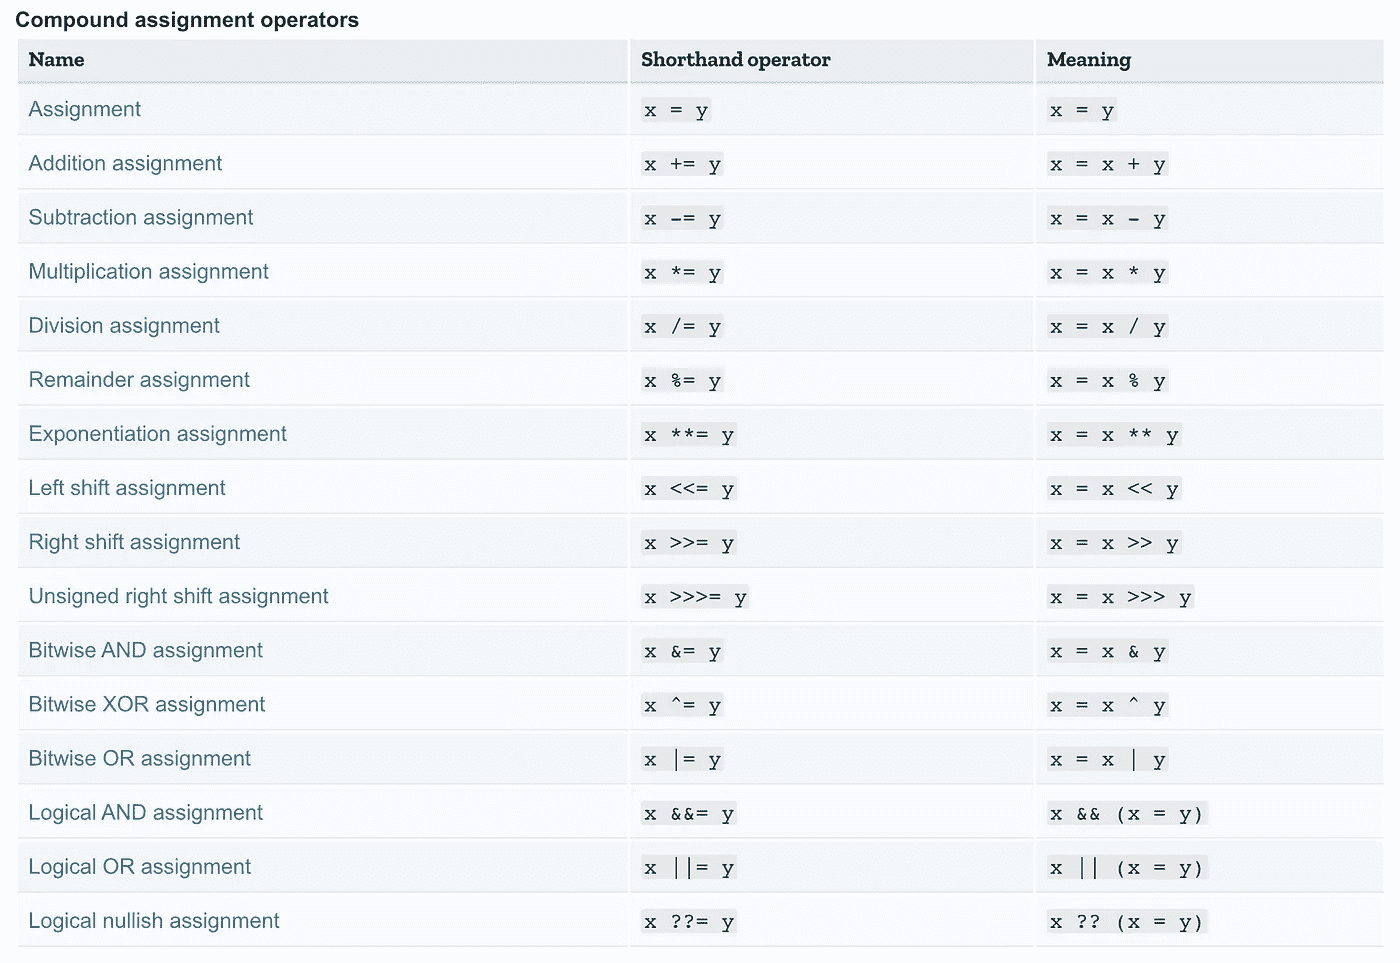 Compound assignment operators
Name Shorthand operator Meaning
Assignment x = y x = y
Addition assignment x += y x = x + y
Subtraction assignment x -= y x = x - y
Multiplication assignment x *= y x = x * y
Division assignment x /= y x = x / y
Remainder assignment x %= y x = x % y
Exponentiation assignment x **= y x = x ** y
Left shift assignment x <<= y x = x << y
Right shift assignment x >>= y x = x >> y
Unsigned right shift assignment x >>>= y x = x >>> y
Bitwise AND assignment x &= y x = x & y
Bitwise XOR assignment x ^= y x = x ^ y
Bitwise OR assignment x |= y x = x | y
Logical AND assignment x &&= y x && (x = y)
Logical OR assignment x ||= y x || (x = y)
Logical nullish assignment x ??= y x ?? (x = y)